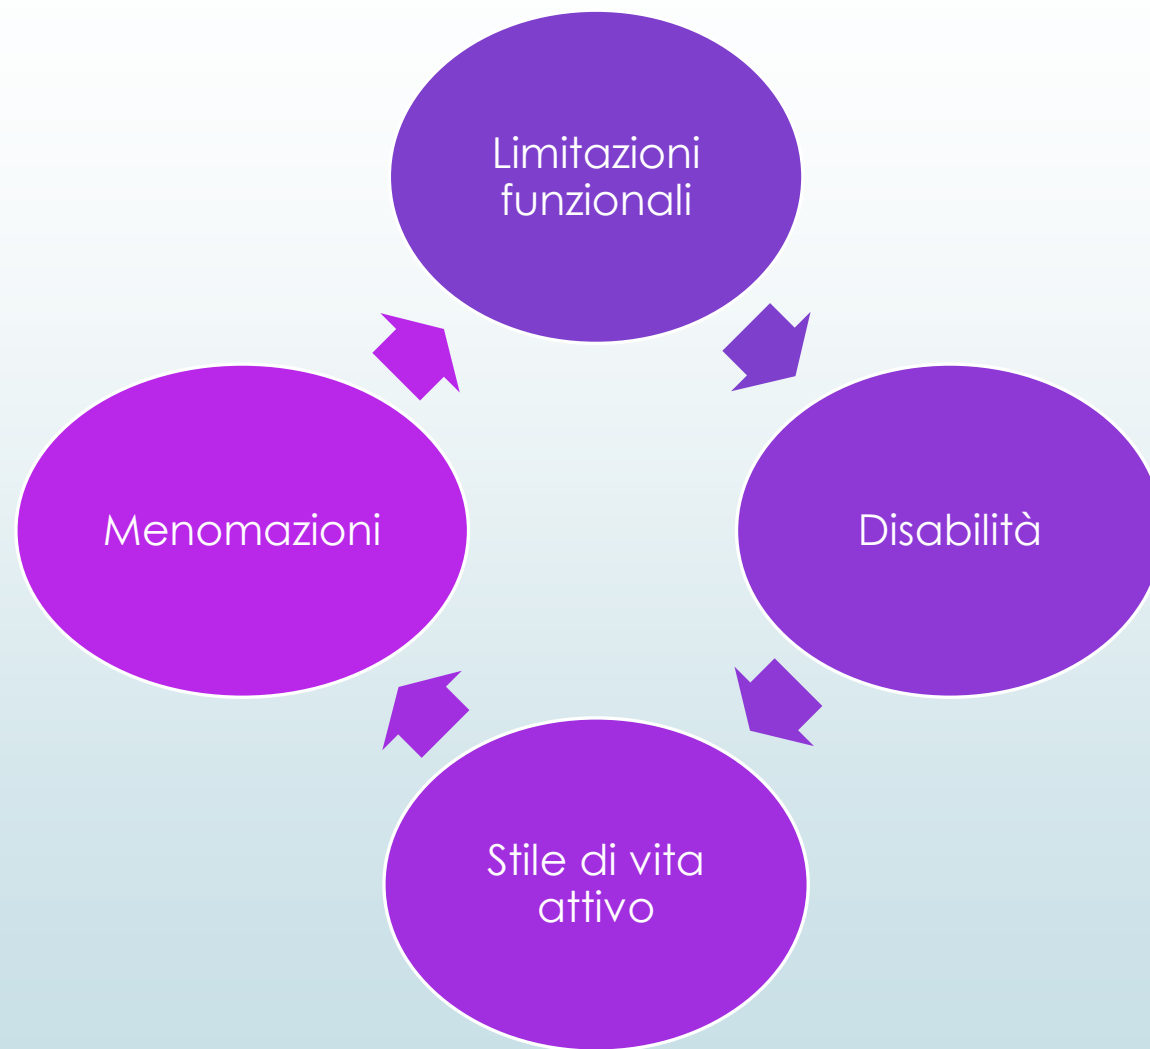 Limitazioni
funzionali
Menomazioni
Disabilità
Stile di vita
attivo